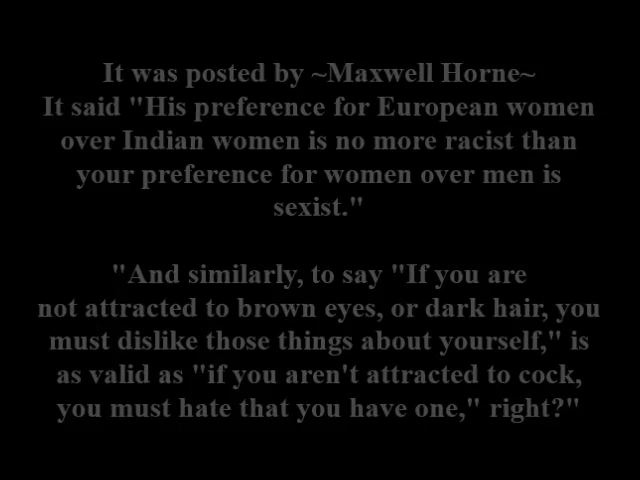 It was posted by ~Maxwell Horne~
It said "His preference for European women
over Indian women is no more racist than
your preference for women over men is
sexist."
"And similarly, to say "If you are
not attracted to brown eyes, or dark hair, you
must dislike those things about yourself," is
as valid as "if you aren't attracted to cock,
you must hate that you have one," right?"